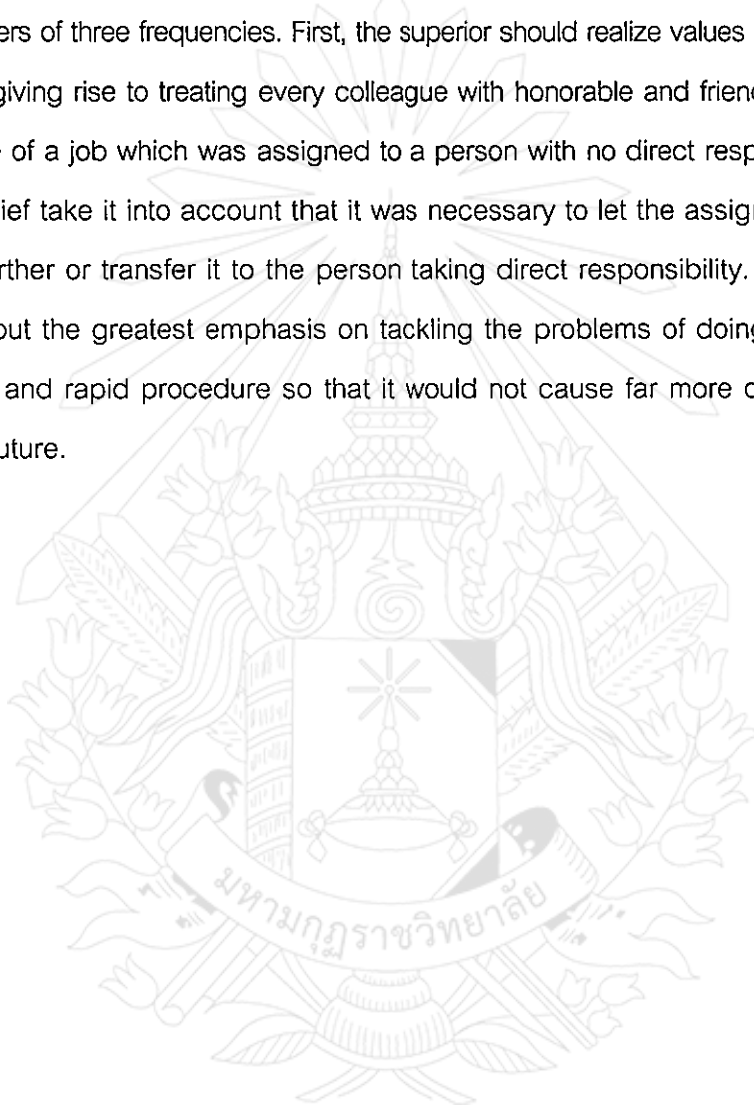 ers of three frequencies. First, the superior should realize values
giving rise to treating every colleague with honorable and frien
of a job which was assigned to a person with no direct resp
ief take it into account that it was necessary to let the assig
rther or transfer it to the person taking direct responsibility.
out the greatest emphasis on tackling the problems of doing
and rapid procedure so that it would not cause far more
uture.
มหามกุฏราชวิทยาลัย